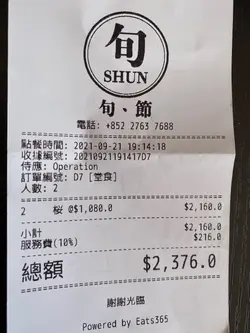 旬
SHUN
旬．節
電話: +852 2763 7688
點餐時間: 2021-09-21 19:14:18
收據編號: 20210921191417D7
侍應: Operation
訂單編號: D7 [堂食]
人數: 2
2 桜 @$1,080.0 $2,160.0
小計 $2,160.0
服務費(10%) $216.0
總額 $2,376.0
謝謝光臨
Powered by Eats365